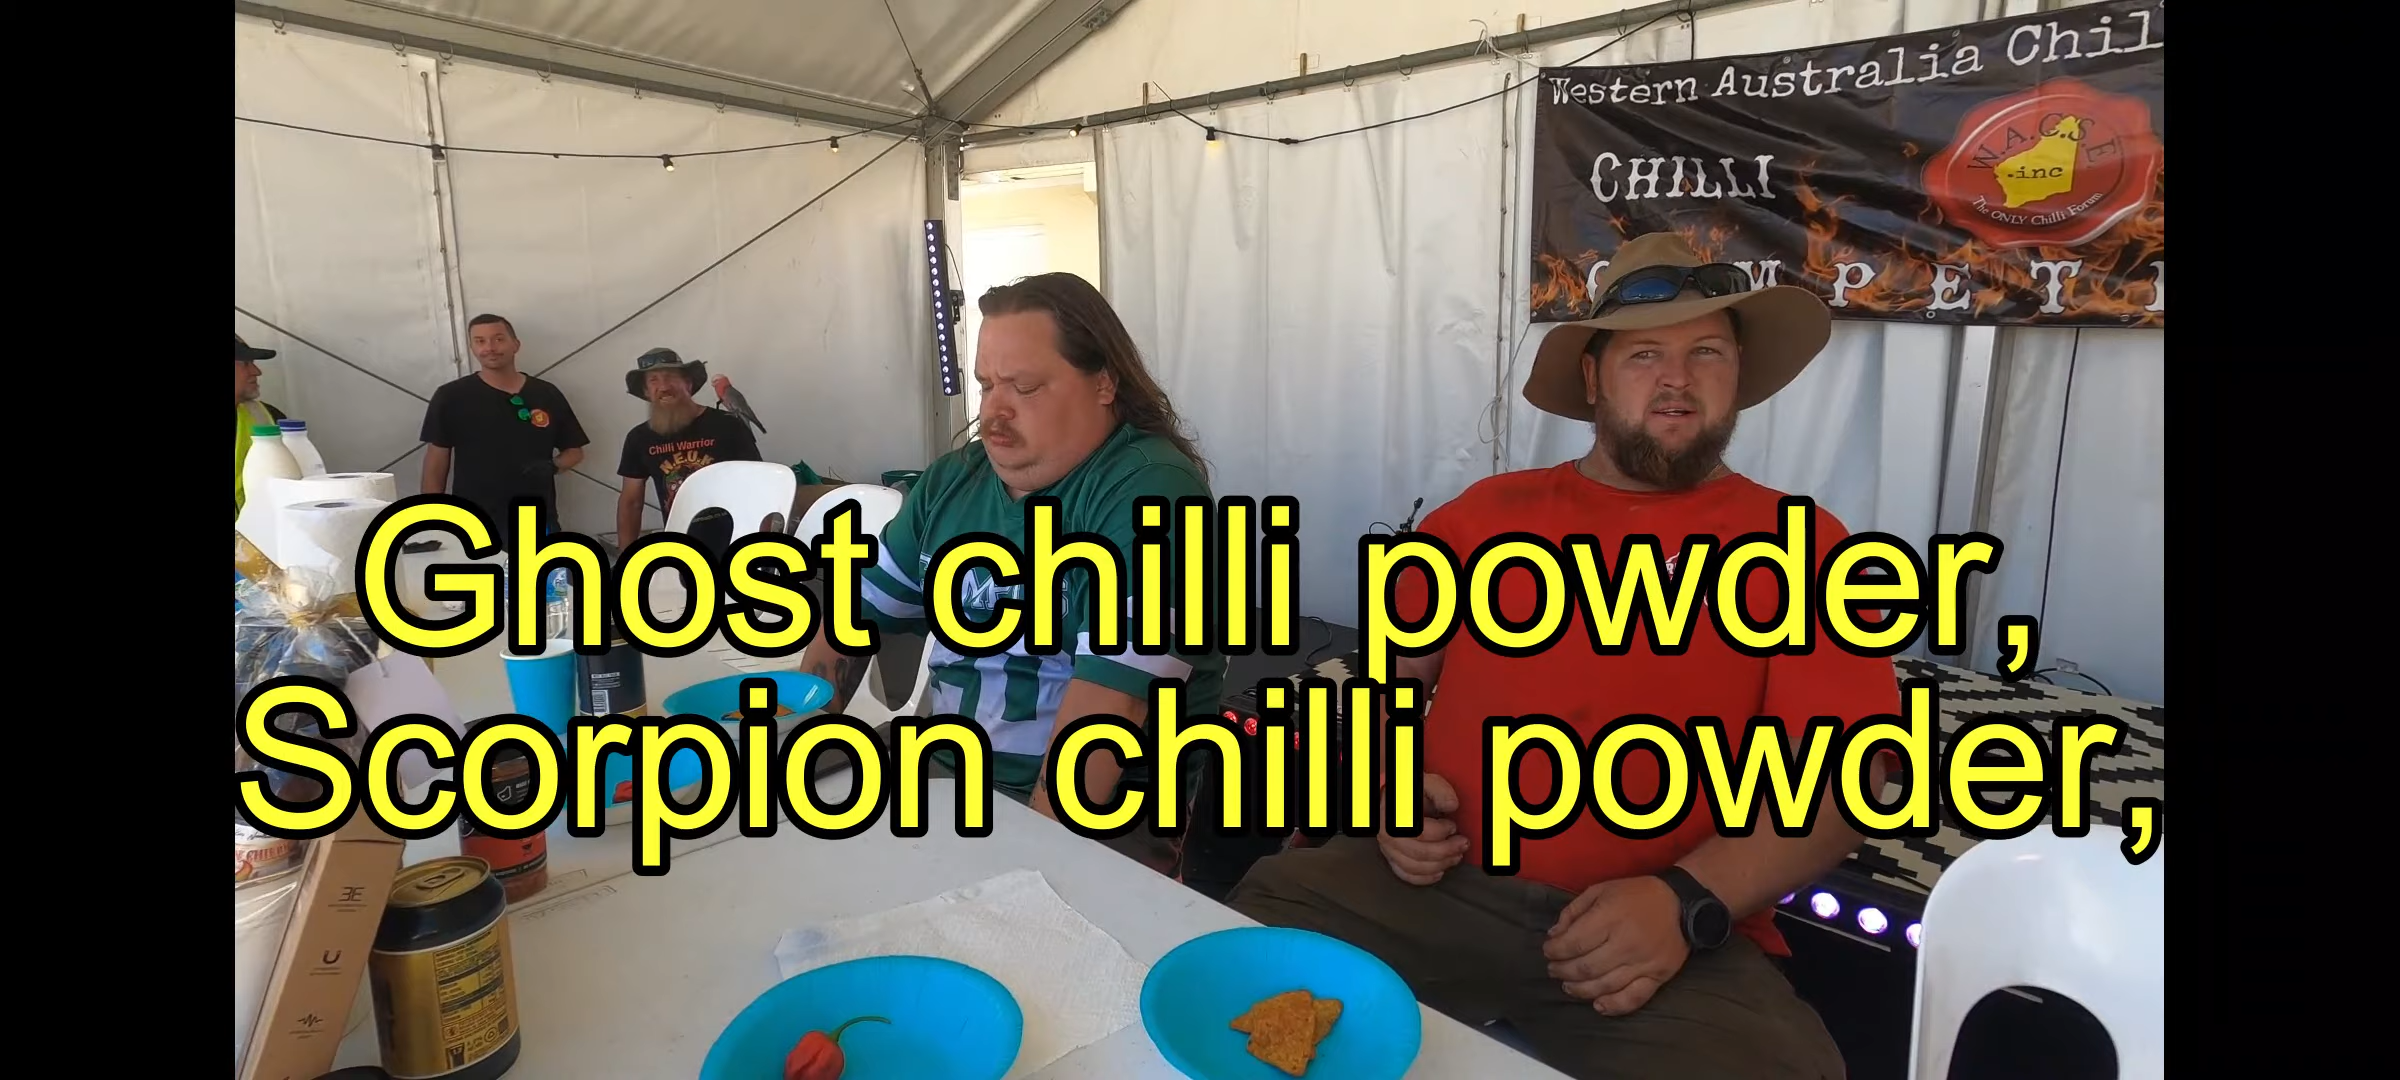 Western Australia Chil
CHILLI
W.A.C.S.E
.inc
The ONLY Chilli Forum
M P E T
Chilli Warrior
N.E.U.K
Ghost chilli powder,
Scorpion chilli powder,